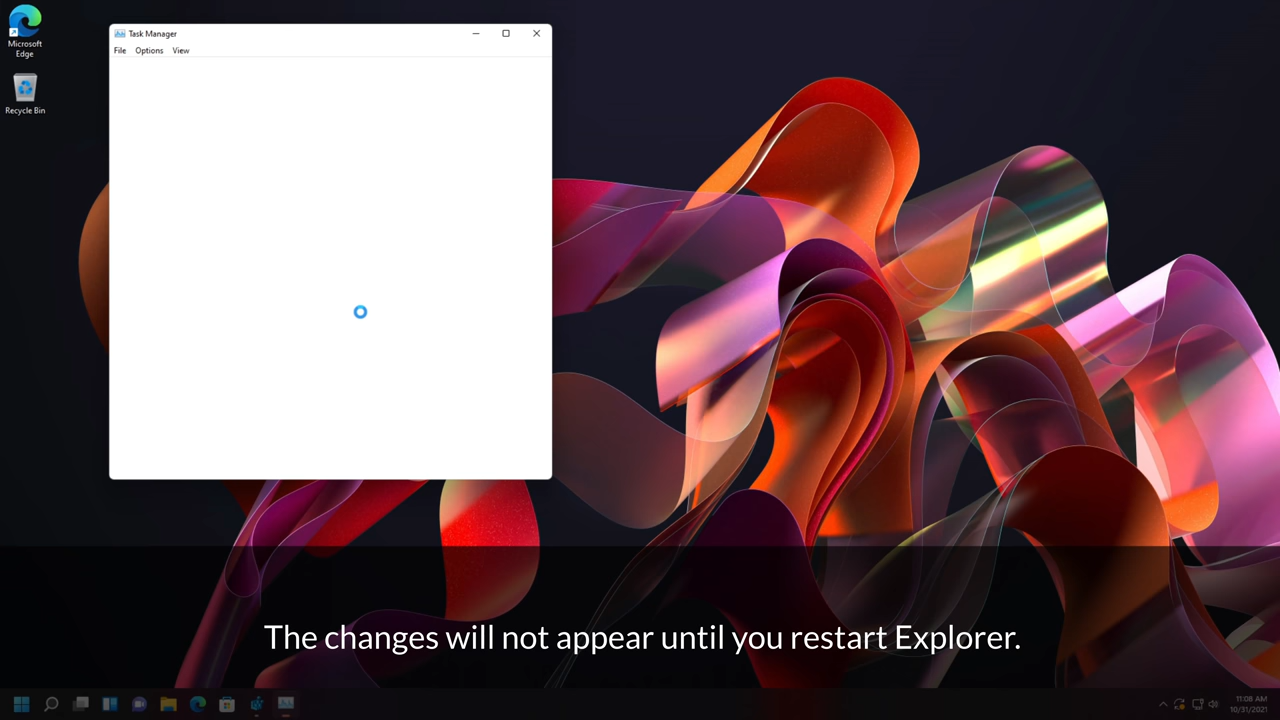 Microsoft
Edge
Recycle Bin
Task Manager
File Options View
The changes will not appear until you restart Explorer.
11:08 AM
10/31/2021